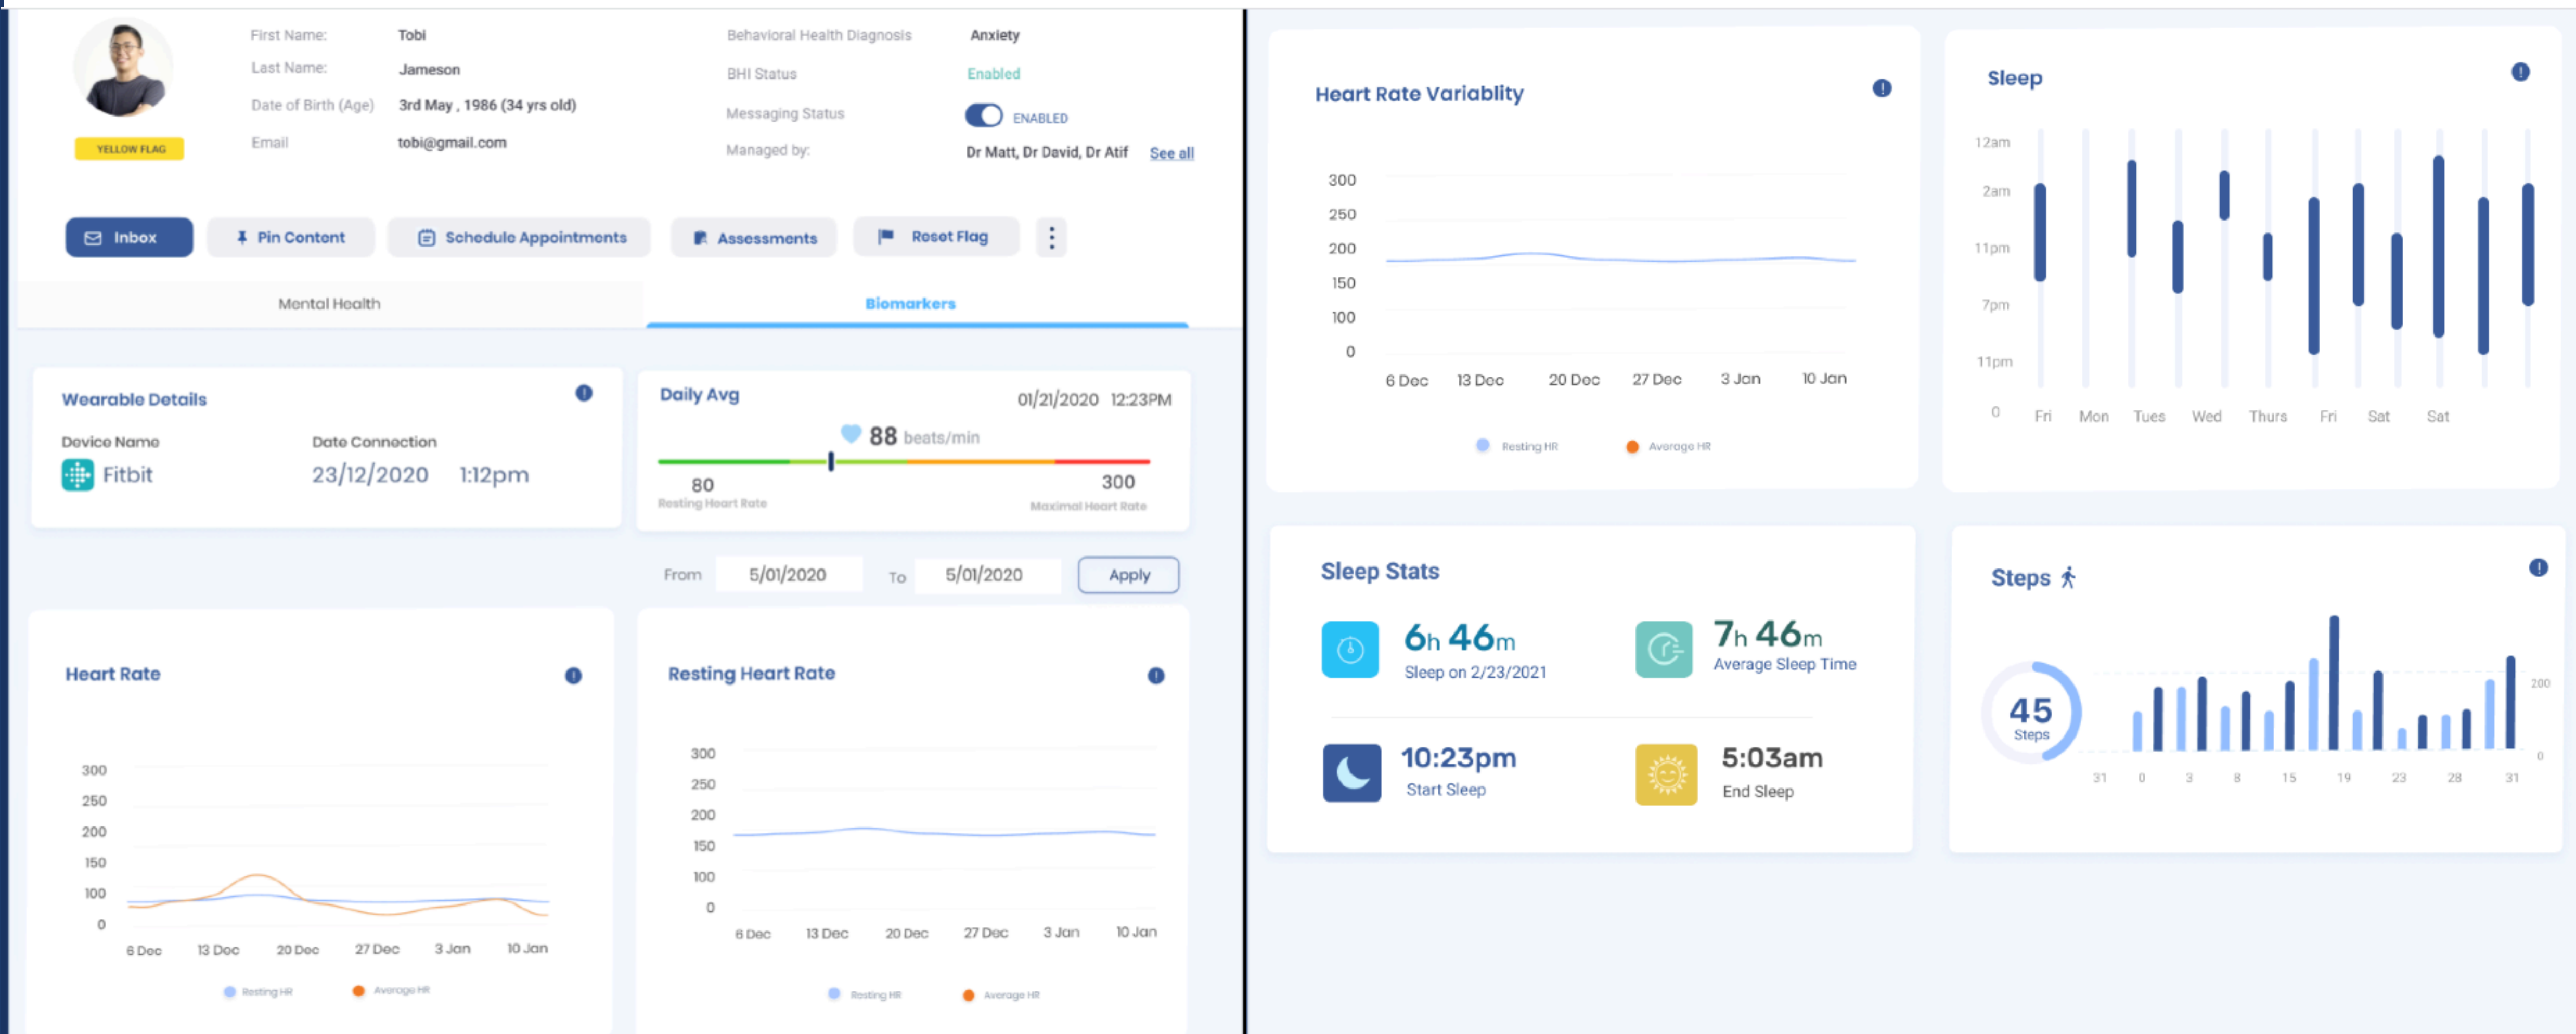 First Name: Tobi
Last Name: Jameson
Date of Birth (Age) 3rd May , 1986 (34 yrs old)
Email tobi@gmail.com
YELLOW FLAG
Behavioral Health Diagnosis Anxiety
BHI Status Enabled
Messaging Status ENABLED
Managed by: Dr Matt, Dr David, Dr Atif See all
Inbox Pin Content Schedule Appointments Assessments Reset Flag
Mental Health Biomarkers
Wearable Details
Device Name Date Connection
Fitbit 23/12/2020 1:12pm
Daily Avg 01/21/2020 12:23PM
88 beats/min
80 300
Resting Heart Rate Maximal Heart Rate
From 5/01/2020 To 5/01/2020 Apply
Heart Rate
300
250
200
150
100
0
6 Dec 13 Dec 20 Dec 27 Dec 3 Jan 10 Jan
Resting HR Average HR
Resting Heart Rate
300
250
200
150
100
0
6 Dec 13 Dec 20 Dec 27 Dec 3 Jan 10 Jan
Resting HR Average HR
Heart Rate Variablity
300
250
200
150
100
0
6 Dec 13 Dec 20 Dec 27 Dec 3 Jan 10 Jan
Resting HR Average HR
Sleep
12am
2am
11pm
7pm
11pm
0 Fri Mon Tues Wed Thurs Fri Sat Sat
Sleep Stats
6h 46m
Sleep on 2/23/2021
7h 46m
Average Sleep Time
10:23pm
Start Sleep
5:03am
End Sleep
Steps
45
Steps
200
0
31 0 3 8 15 19 23 28 31